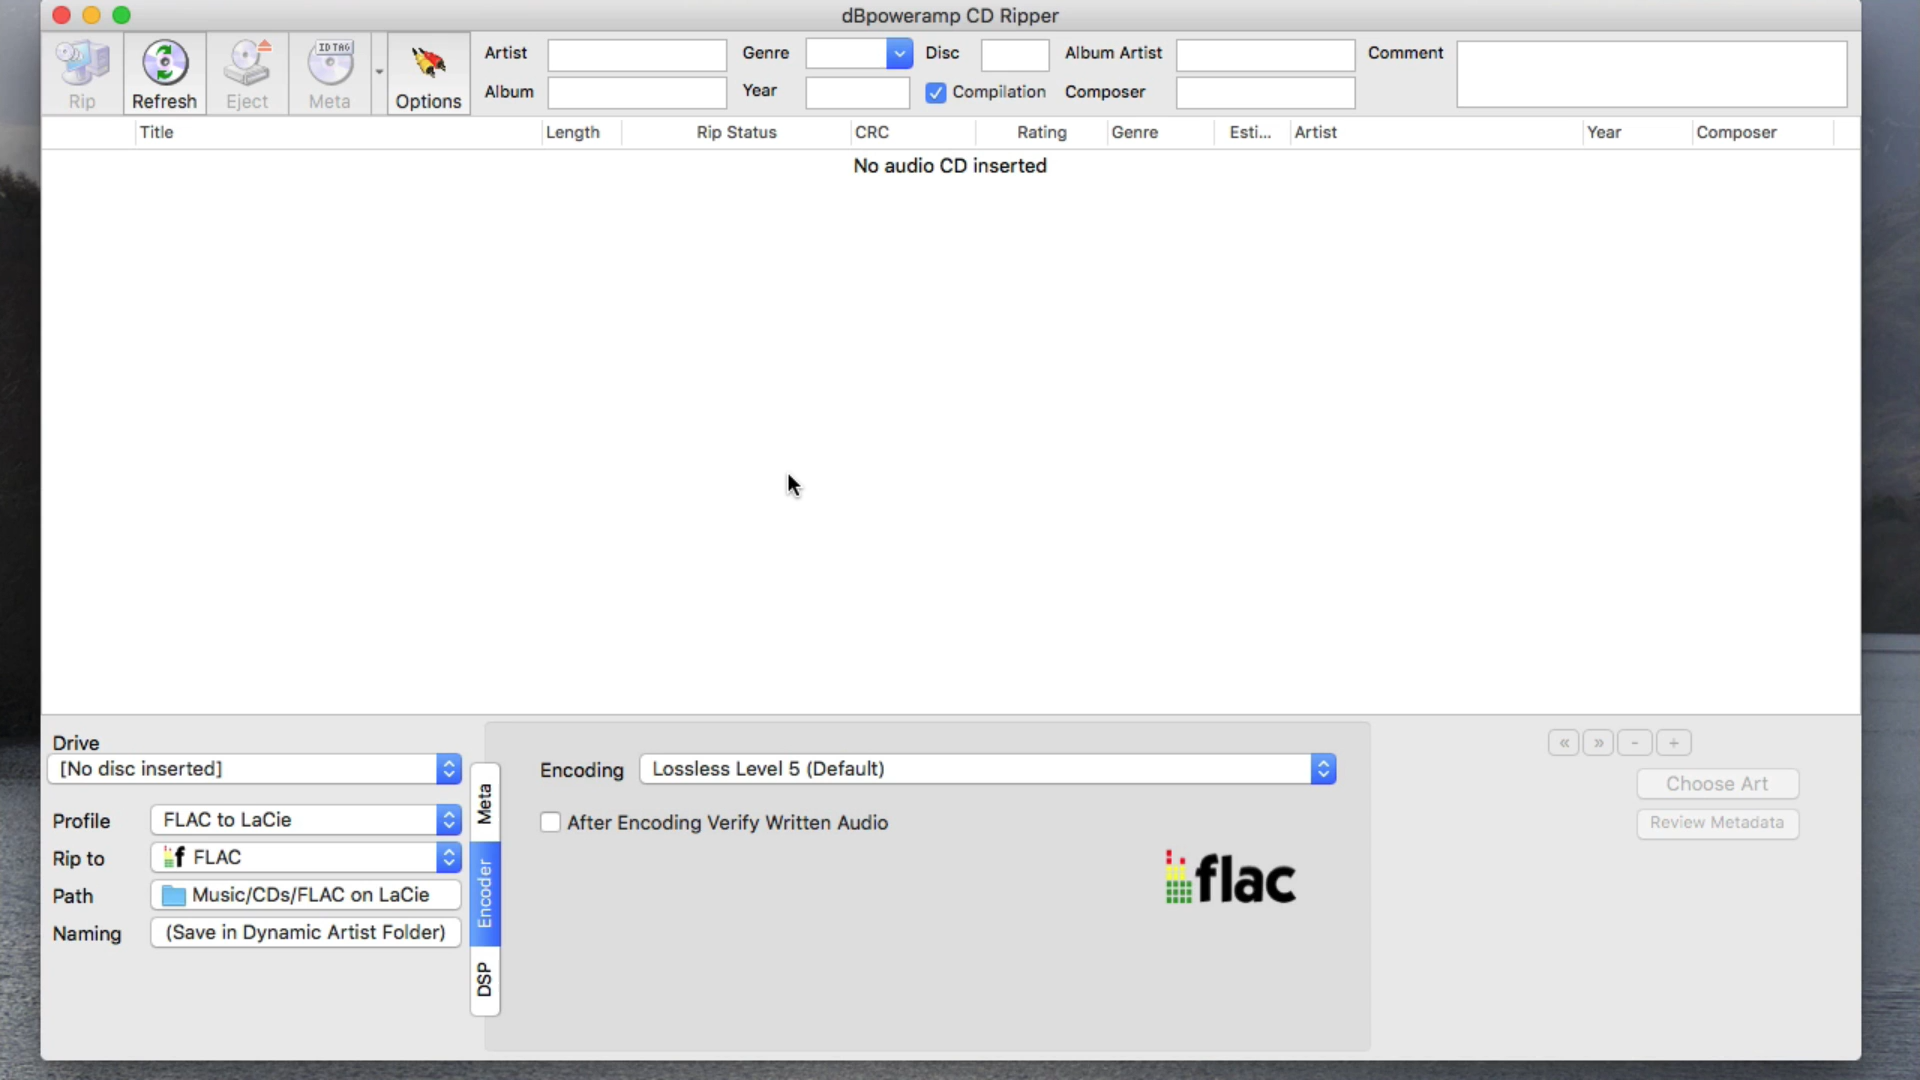 dBpoweramp CD Ripper
Rip
Refresh
Eject
ID TAG
Meta
Options
Artist
Genre
Disc
Album Artist
Comment
Album
Year
Compilation
Composer
Title
Length
Rip Status
CRC
Rating
Genre
Esti...
Artist
Year
Composer
No audio CD inserted
Drive
[No disc inserted]
Profile
FLAC to LaCie
Rip to
f FLAC
Path
Music/CDs/FLAC on LaCie
Naming
(Save in Dynamic Artist Folder)
Meta
Encoder
DSP
Encoding
Lossless Level 5 (Default)
After Encoding Verify Written Audio
flac
«
»
-
+
Choose Art
Review Metadata